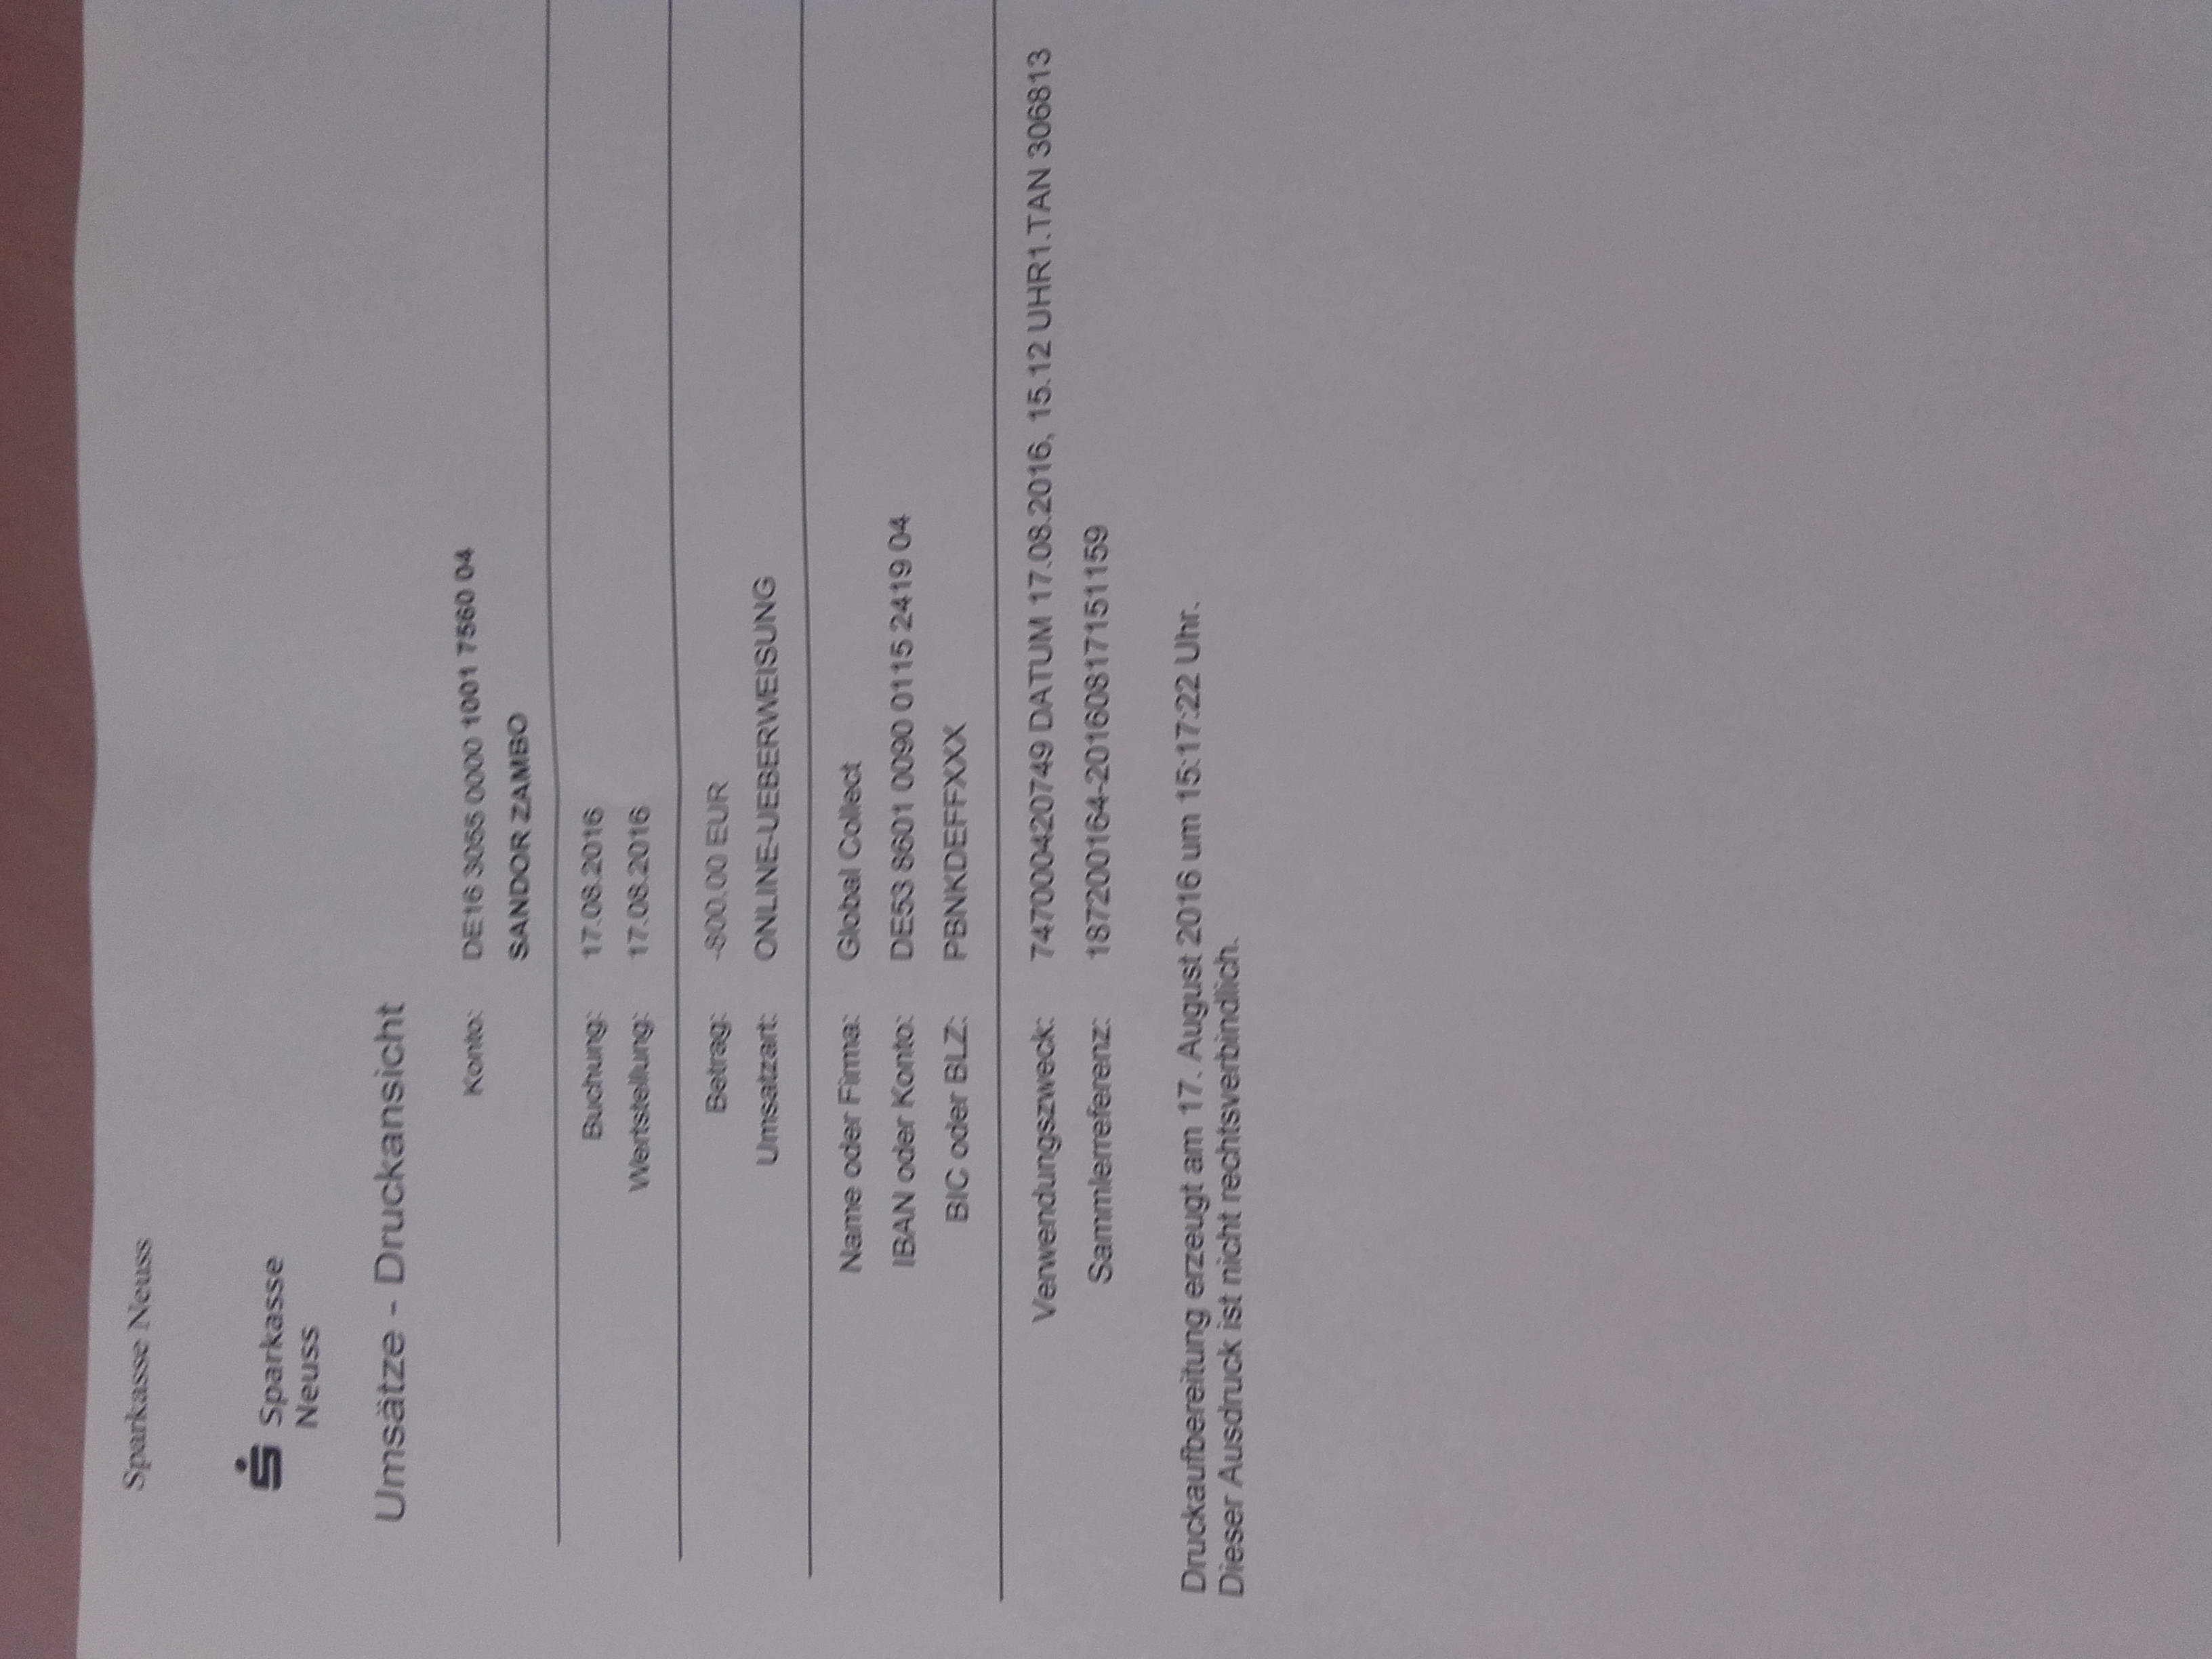 Sparkasse Neuss
Sparkasse
Neuss
Umsätze - Druckansicht
Konto: DE16 3055 0000 1001 7560 04
SANDOR ZAMBO
Buchung: 17.08.2016
Wertstellung: 17.08.2016
Betrag: -800,00 EUR
Umsatzart: ONLINE-UEBERWEISUNG
Name oder Firma: Global Collect
IBAN oder Konto: DE53 6601 0090 0115 2419 04
BIC oder BLZ: PBNKDEFFXXX
Verwendungszweck: 747000420749 DATUM 17.08.2016, 15.12 UHR1.TAN 306813
Sammlerreferenz: 187200164-20160817151159
Druckaufbereitung erzeugt am 17. August 2016 um 15:17:22 Uhr.
Dieser Ausdruck ist nicht rechtsverbindlich.